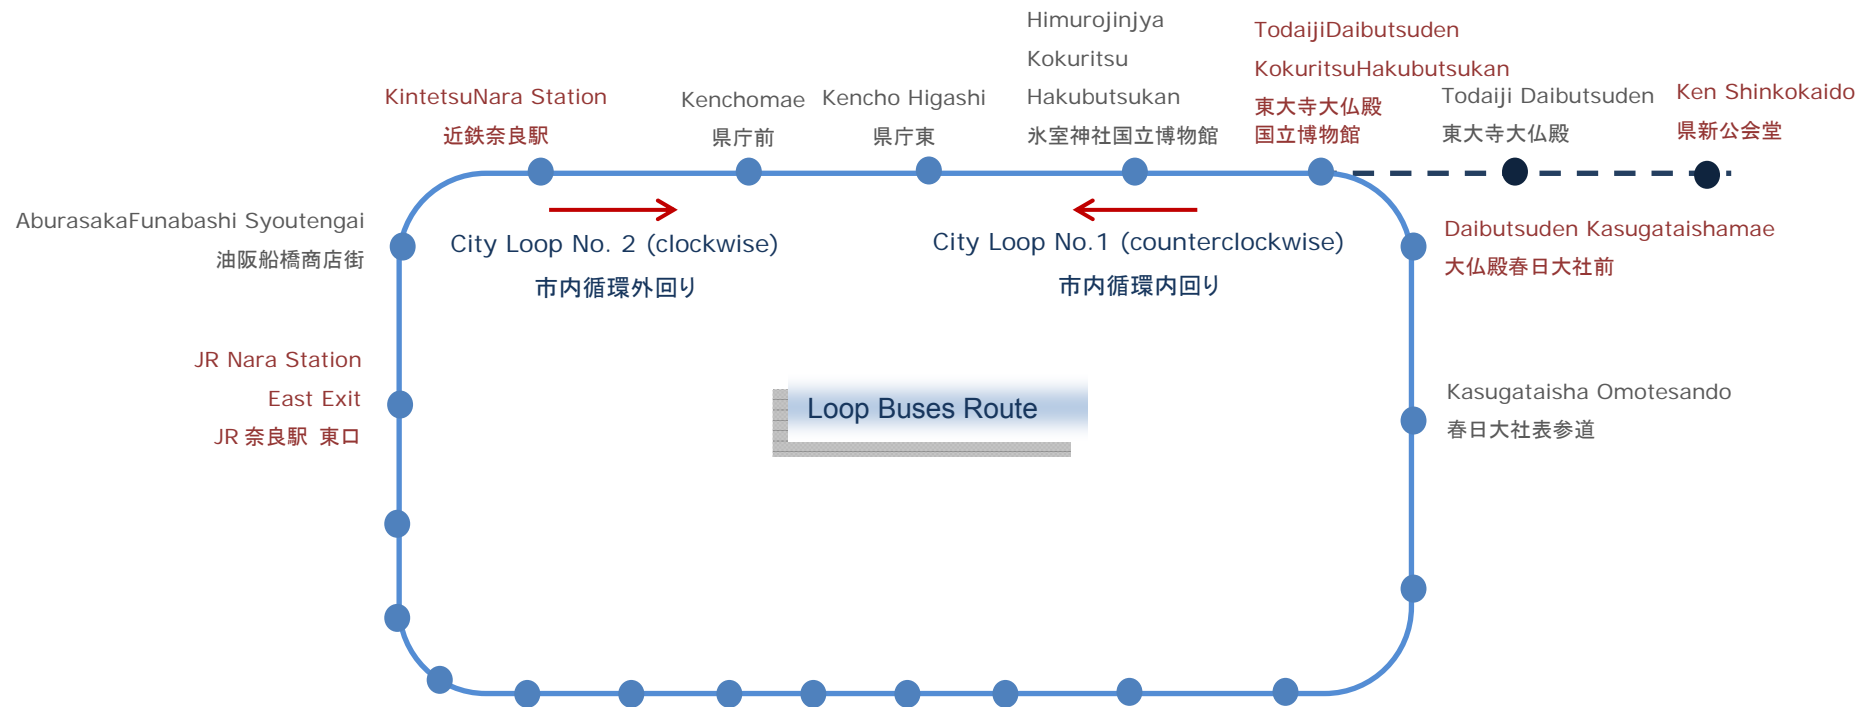 KintetsuNara Station
近鉄奈良駅
Kenchomae
県庁前
Kencho Higashi
県庁東
Himurojinjya
Kokuritsu
Hakubutsukan
氷室神社国立博物館
TodaijiDaibutsuden
KokuritsuHakubutsukan
東大寺大仏殿
国立博物館
Todaiji Daibutsuden
東大寺大仏殿
Ken Shinkokaido
県新公会堂
AburasakaFunabashi Syoutengai
油阪船橋商店街
City Loop No. 2 (clockwise)
市内循環外回り
City Loop No.1 (counterclockwise)
市内循環内回り
Daibutsuden Kasugataishamae
大仏殿春日大社前
JR Nara Station
East Exit
JR 奈良駅 東口
Loop Buses Route
Kasugataisha Omotesando
春日大社表参道